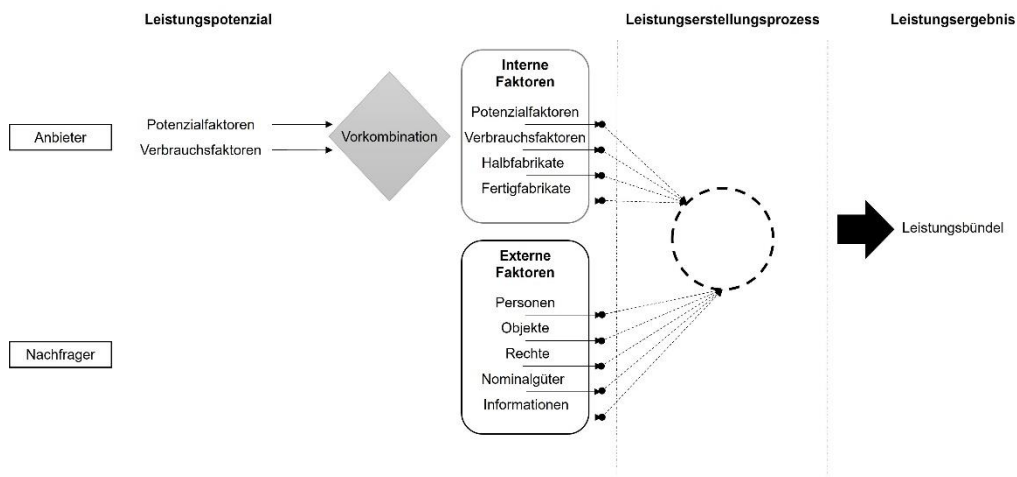 Leistungspotenzial
Leistungserstellungsprozess
Leistungsergebnis
Anbieter
Potenzialfaktoren
Verbrauchsfaktoren
Vorkombination
Interne
Faktoren
Potenzialfaktoren
Verbrauchsfaktoren
Halbfabrikate
Fertigfabrikate
Leistungsbündel
Nachfrager
Externe
Faktoren
Personen
Objekte
Rechte
Nominalgüter
Informationen